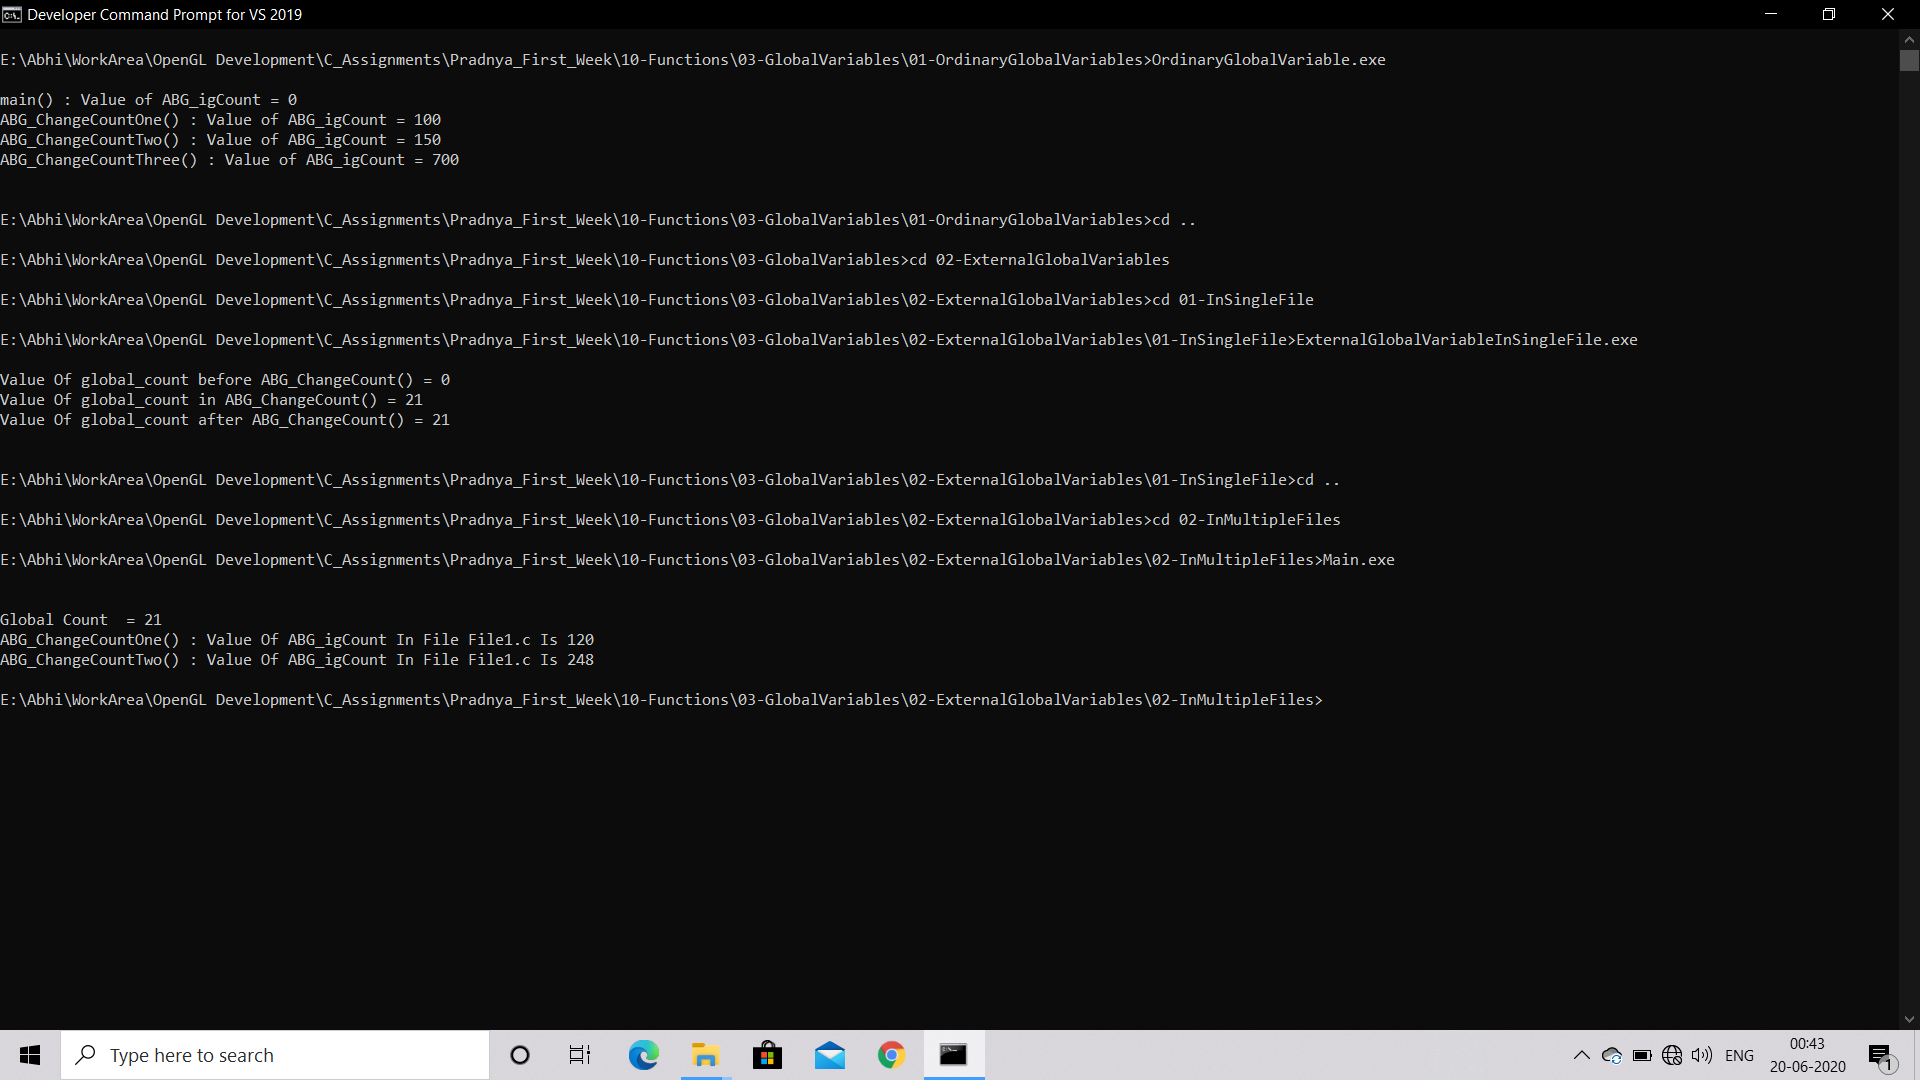 Developer Command Prompt for VS 2019
E:\Abhi\WorkArea\OpenGL Development\C_Assignments\Pradnya_First_Week\10-Functions\03-GlobalVariables\01-OrdinaryGlobalVariables>OrdinaryGlobalVariable.exe
main() : Value of ABG_igCount = 0
ABG_ChangeCountOne() : Value of ABG_igCount = 100
ABG_ChangeCountTwo() : Value of ABG_igCount = 150
ABG_ChangeCountThree() : Value of ABG_igCount = 700
E:\Abhi\WorkArea\OpenGL Development\C_Assignments\Pradnya_First_Week\10-Functions\03-GlobalVariables\01-OrdinaryGlobalVariables>cd ..
E:\Abhi\WorkArea\OpenGL Development\C_Assignments\Pradnya_First_Week\10-Functions\03-GlobalVariables>cd 02-ExternalGlobalVariables
E:\Abhi\WorkArea\OpenGL Development\C_Assignments\Pradnya_First_Week\10-Functions\03-GlobalVariables\02-ExternalGlobalVariables>cd 01-InSingleFile
E:\Abhi\WorkArea\OpenGL Development\C_Assignments\Pradnya_First_Week\10-Functions\03-GlobalVariables\02-ExternalGlobalVariables\01-InSingleFile>ExternalGlobalVariableInSingleFile.exe
Value Of global_count before ABG_ChangeCount() = 0
Value Of global_count in ABG_ChangeCount() = 21
Value Of global_count after ABG_ChangeCount() = 21
E:\Abhi\WorkArea\OpenGL Development\C_Assignments\Pradnya_First_Week\10-Functions\03-GlobalVariables\02-ExternalGlobalVariables\01-InSingleFile>cd ..
E:\Abhi\WorkArea\OpenGL Development\C_Assignments\Pradnya_First_Week\10-Functions\03-GlobalVariables\02-ExternalGlobalVariables>cd 02-InMultipleFiles
E:\Abhi\WorkArea\OpenGL Development\C_Assignments\Pradnya_First_Week\10-Functions\03-GlobalVariables\02-ExternalGlobalVariables\02-InMultipleFiles>Main.exe
Global Count  = 21
ABG_ChangeCountOne() : Value Of ABG_igCount In File File1.c Is 120
ABG_ChangeCountTwo() : Value Of ABG_igCount In File File1.c Is 248
E:\Abhi\WorkArea\OpenGL Development\C_Assignments\Pradnya_First_Week\10-Functions\03-GlobalVariables\02-ExternalGlobalVariables\02-InMultipleFiles>
Type here to search
ENG
00:43
20-06-2020
1